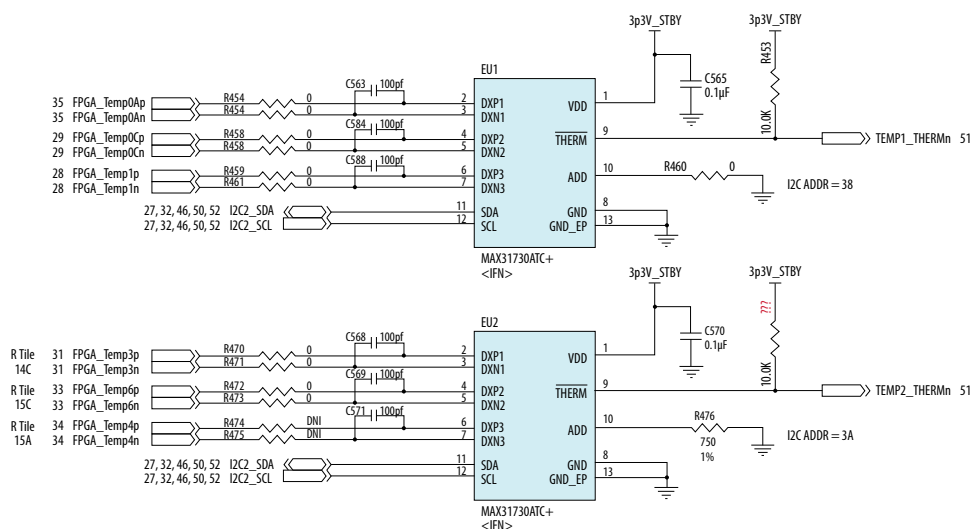 3p3V_STBY
3p3V_STBY
R453
10.0K
C565
0.1µF
EU1
C563 100pf
35 FPGA_Temp0Ap R454 0 2 DXP1
35 FPGA_Temp0An R454 0 3 DXN1
VDD 1
C584 100pf
29 FPGA_Temp0Cp R458 0 4 DXP2
29 FPGA_Temp0Cn R458 0 5 DXN2
THERM 9 TEMP1_THERMn 51
C588 100pf
28 FPGA_Temp1p R459 0 6 DXP3
28 FPGA_Temp1n R461 0 7 DXN3
ADD 10 R460 0
I2C ADDR = 38
27, 32, 46, 50, 52 I2C2_SDA 11 SDA
27, 32, 46, 50, 52 I2C2_SCL 12 SCL
GND 8
GND_EP 13
MAX31730ATC+
<IFN>
3p3V_STBY
3p3V_STBY
???
10.0K
C570
0.1µF
EU2
C568 100pf
R Tile 31 FPGA_Temp3p R470 0 2 DXP1
14C 31 FPGA_Temp3n R471 0 3 DXN1
VDD 1
C569 100pf
R Tile 33 FPGA_Temp6p R472 0 4 DXP2
15C 33 FPGA_Temp6n R473 0 5 DXN2
THERM 9 TEMP2_THERMn 51
C571 100pf
R Tile 34 FPGA_Temp4p R474 DNI 6 DXP3
15A 34 FPGA_Temp4n R475 DNI 7 DXN3
ADD 10 R476
750
1%
I2C ADDR = 3A
27, 32, 46, 50, 52 I2C2_SDA 11 SDA
27, 32, 46, 50, 52 I2C2_SCL 12 SCL
GND 8
GND_EP 13
MAX31730ATC+
<IFN>